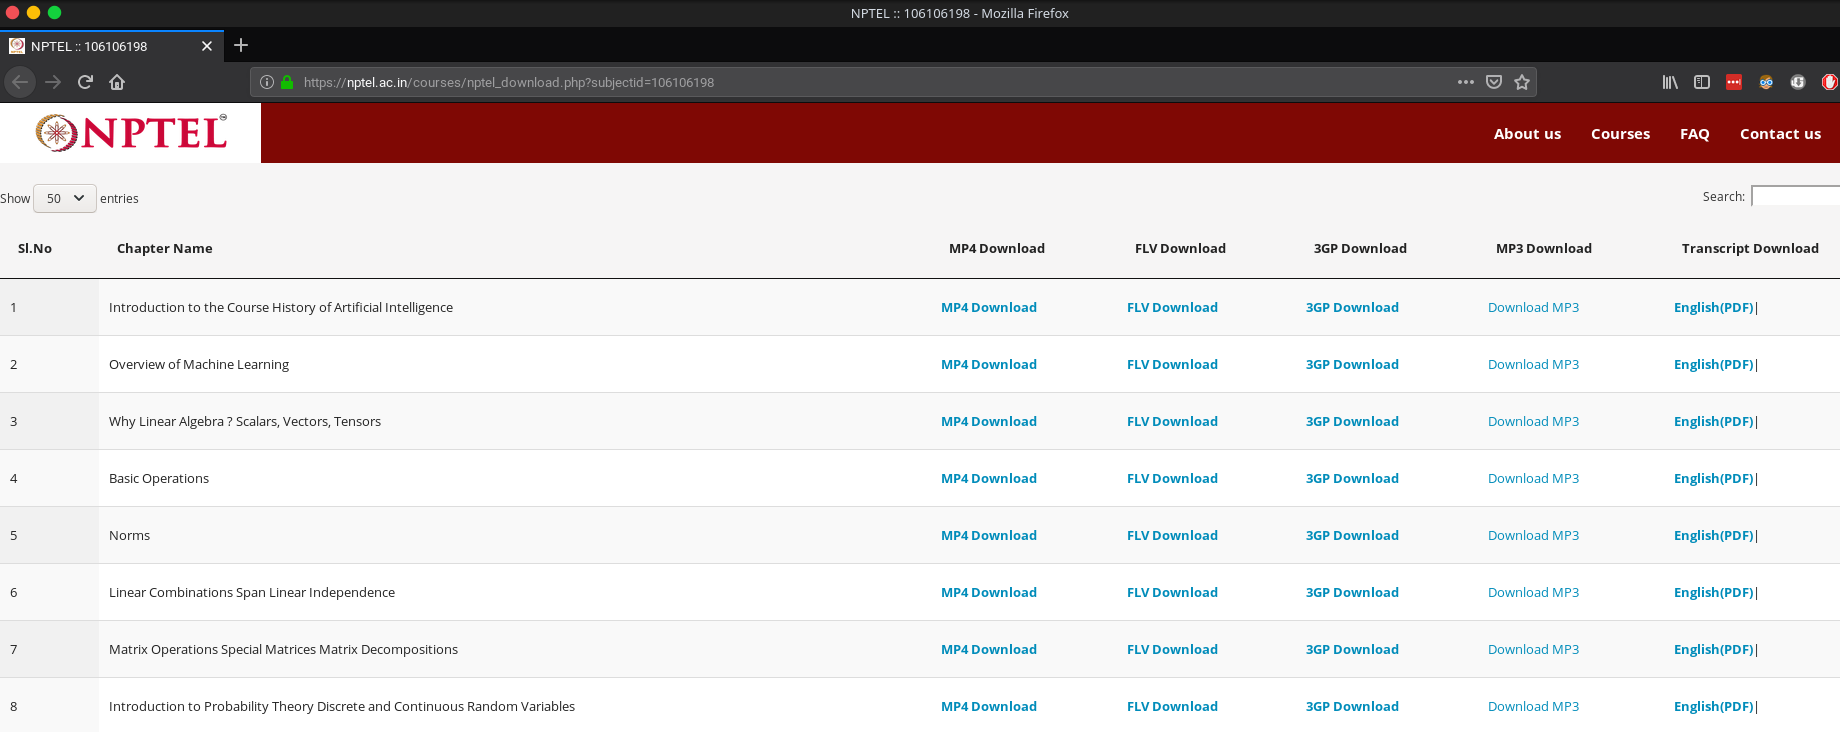 NPTEL :: 106106198 - Mozilla Firefox
NPTEL :: 106106198
https://nptel.ac.in/courses/nptel_download.php?subjectid=106106198
NPTEL
About us Courses FAQ Contact us
Show 50 entries Search:
Sl.No Chapter Name MP4 Download FLV Download 3GP Download MP3 Download Transcript Download
1 Introduction to the Course History of Artificial Intelligence MP4 Download FLV Download 3GP Download Download MP3 English(PDF)|
2 Overview of Machine Learning MP4 Download FLV Download 3GP Download Download MP3 English(PDF)|
3 Why Linear Algebra ? Scalars, Vectors, Tensors MP4 Download FLV Download 3GP Download Download MP3 English(PDF)|
4 Basic Operations MP4 Download FLV Download 3GP Download Download MP3 English(PDF)|
5 Norms MP4 Download FLV Download 3GP Download Download MP3 English(PDF)|
6 Linear Combinations Span Linear Independence MP4 Download FLV Download 3GP Download Download MP3 English(PDF)|
7 Matrix Operations Special Matrices Matrix Decompositions MP4 Download FLV Download 3GP Download Download MP3 English(PDF)|
8 Introduction to Probability Theory Discrete and Continuous Random Variables MP4 Download FLV Download 3GP Download Download MP3 English(PDF)|